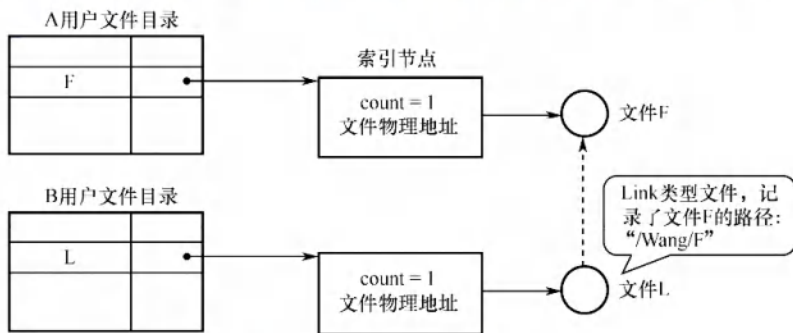 A用户文件目录
F
索引节点
count = 1
文件物理地址
文件F
B用户文件目录
L
count = 1
文件物理地址
Link类型文件，记
录了文件F的路径：
“/Wang/F”
文件L